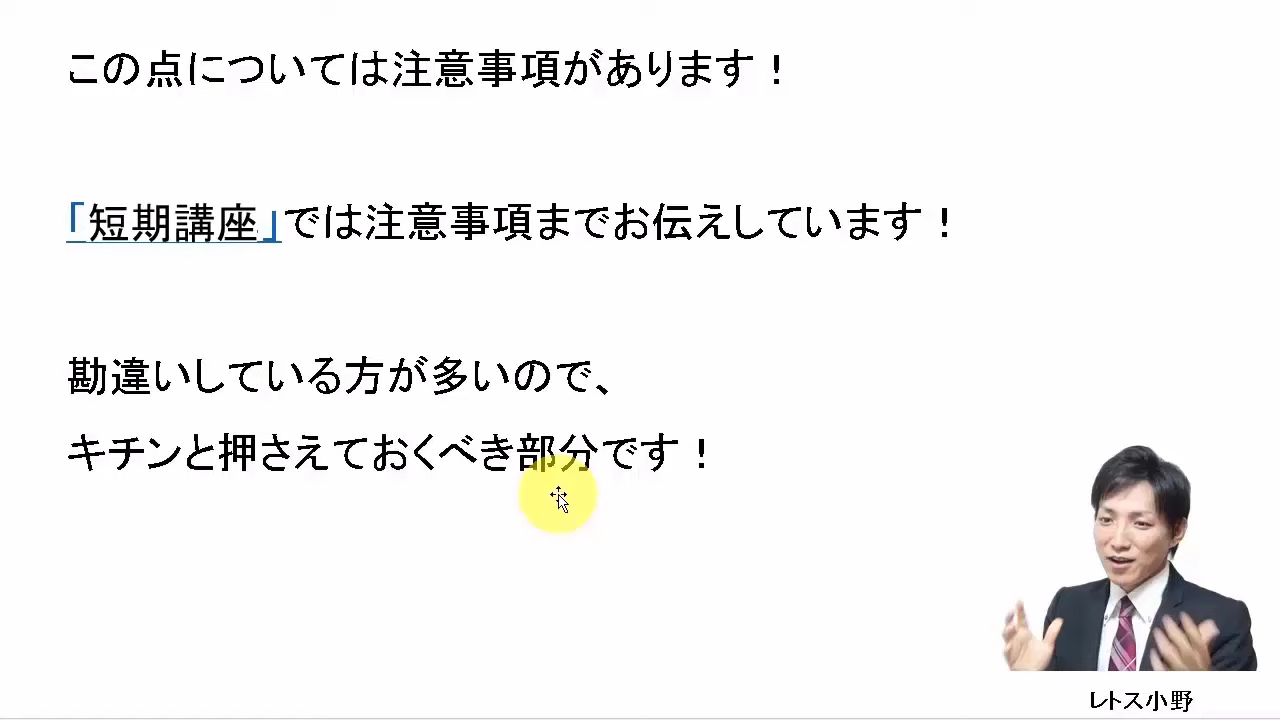 この点については注意事項があります！
「短期講座」では注意事項までお伝えしています！
勘違いしている方が多いので、
キチンと押さえておくべき部分です！
レトス小野